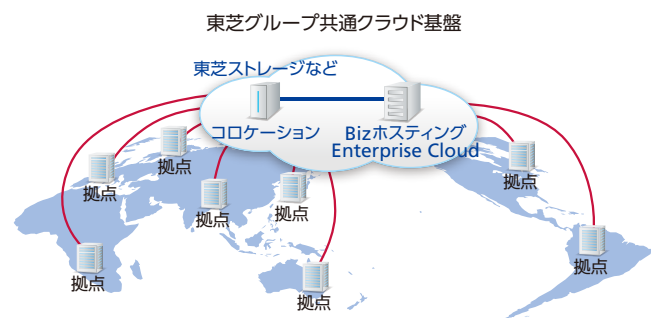 東芝グループ共通クラウド基盤
東芝ストレージなど
コロケーション
Bizホスティング
Enterprise Cloud
拠点
拠点
拠点
拠点
拠点
拠点
拠点
拠点
拠点